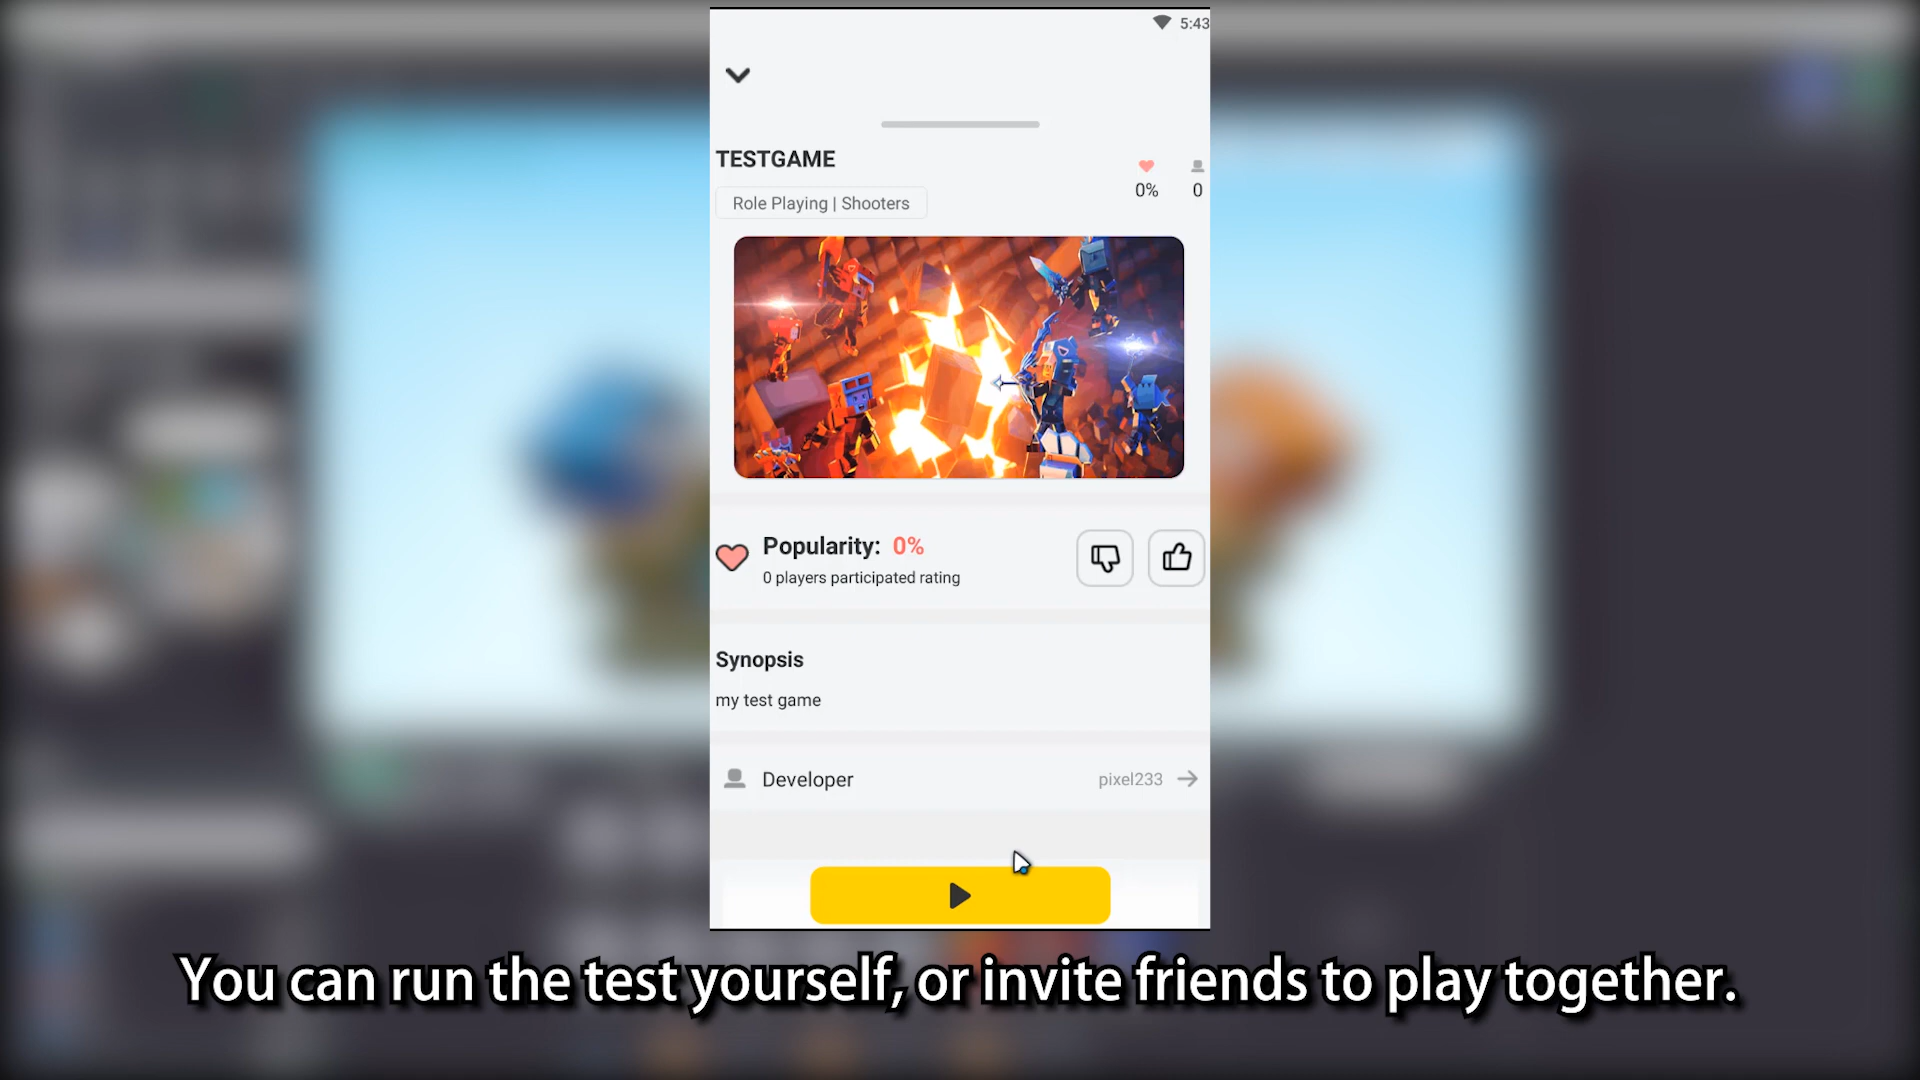 5:43
TESTGAME
0%
0
Role Playing | Shooters
Popularity: 0%
0 players participated rating
Synopsis
my test game
Developer
pixel233
You can run the test yourself, or invite friends to play together.